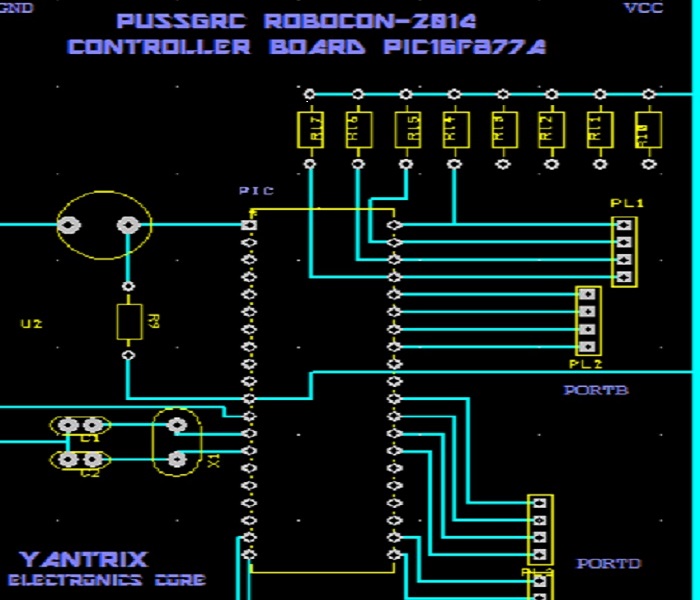 GND
VCC
PUSSGRC ROBOCON-2014
CONTROLLER BOARD PIC16F877A
R17 R16 R15 R14 R13 R12 R11 R10
PIC
PL1
U2
R9
PL2
PORTB
C1
X1
C2
YANTRIX
PORTD
ELECTRONICS CORE